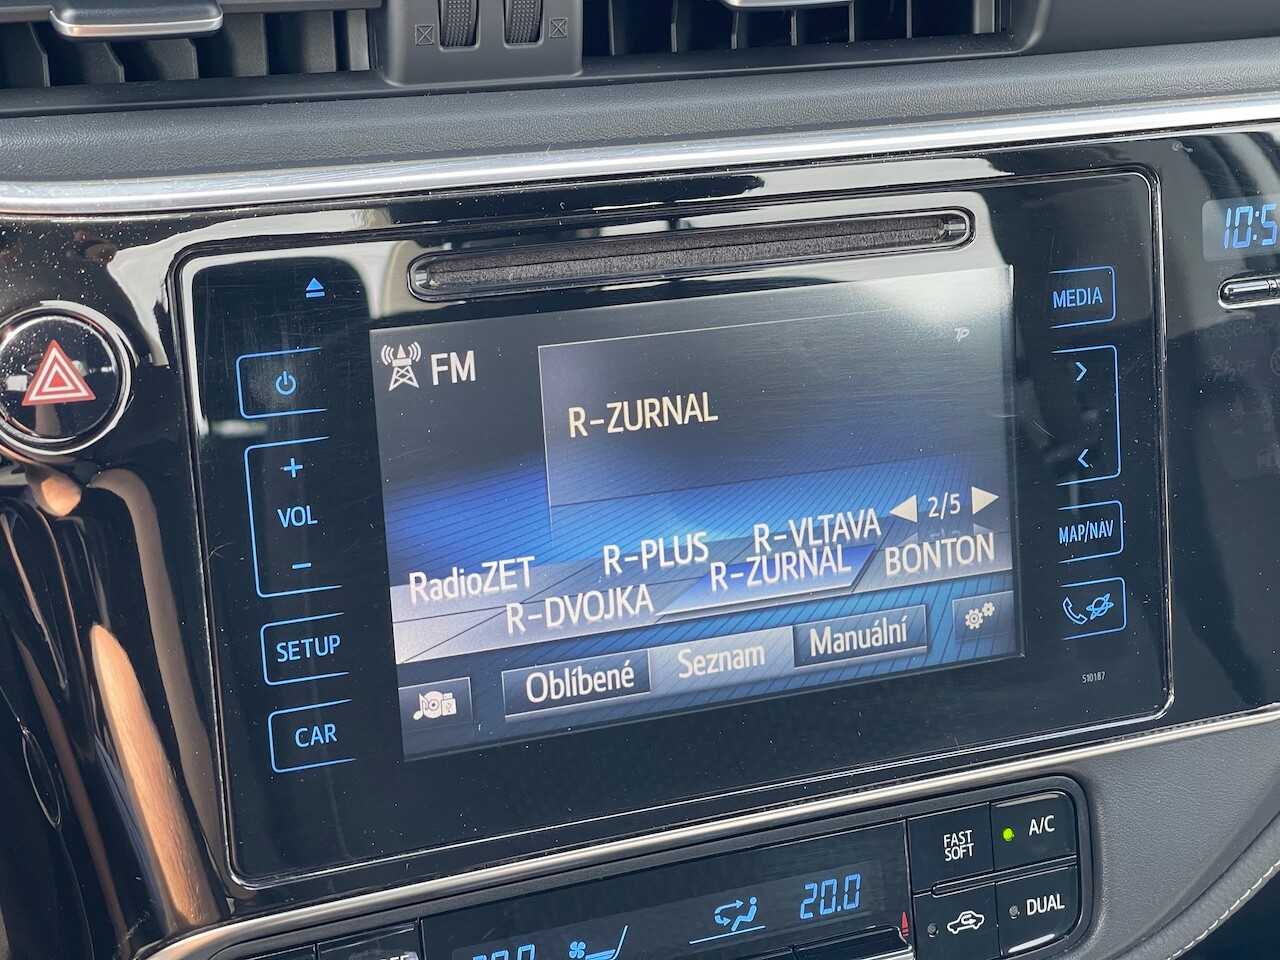 10:5
MEDIA
FM
TP
R-ZURNAL
VOL
2/5
MAP/NAV
RadioZET
R-PLUS
R-VLTAVA
R-DVOJKA
R-ZURNAL
BONTON
SETUP
Oblíbené
Seznam
Manuální
CAR
510187
FAST
SOFT
A/C
20.0
DUAL